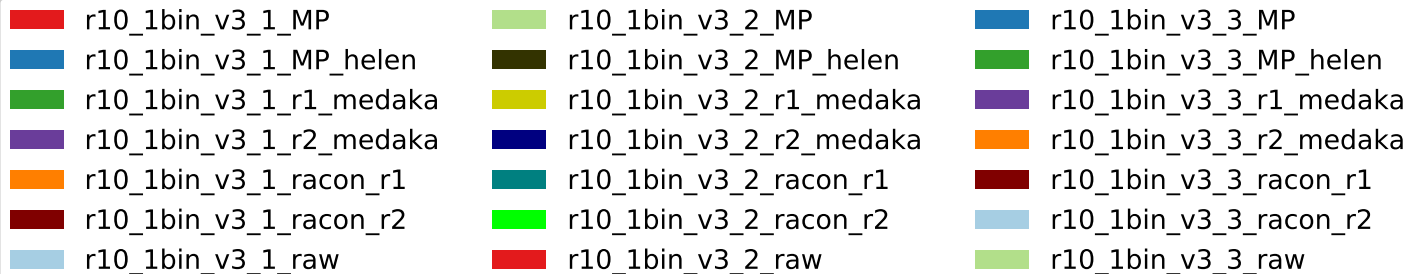 r10_1bin_v3_1_MP r10_1bin_v3_2_MP r10_1bin_v3_3_MP
r10_1bin_v3_1_MP_helen r10_1bin_v3_2_MP_helen r10_1bin_v3_3_MP_helen
r10_1bin_v3_1_r1_medaka r10_1bin_v3_2_r1_medaka r10_1bin_v3_3_r1_medaka
r10_1bin_v3_1_r2_medaka r10_1bin_v3_2_r2_medaka r10_1bin_v3_3_r2_medaka
r10_1bin_v3_1_racon_r1 r10_1bin_v3_2_racon_r1 r10_1bin_v3_3_racon_r1
r10_1bin_v3_1_racon_r2 r10_1bin_v3_2_racon_r2 r10_1bin_v3_3_racon_r2
r10_1bin_v3_1_raw r10_1bin_v3_2_raw r10_1bin_v3_3_raw